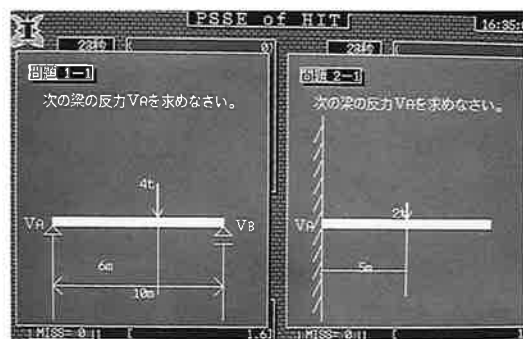 PSSE of HIT
16:35:
23秒 [ 0]
問題 1-1
次の梁の反力VAを求めなさい。
4t
VA
VB
6m
10m
MISS= 0 [ 1.6]
23秒 [
問題 2-1
次の梁の反力VAを求めなさい。
2t
VA
5m
MISS= 0 [